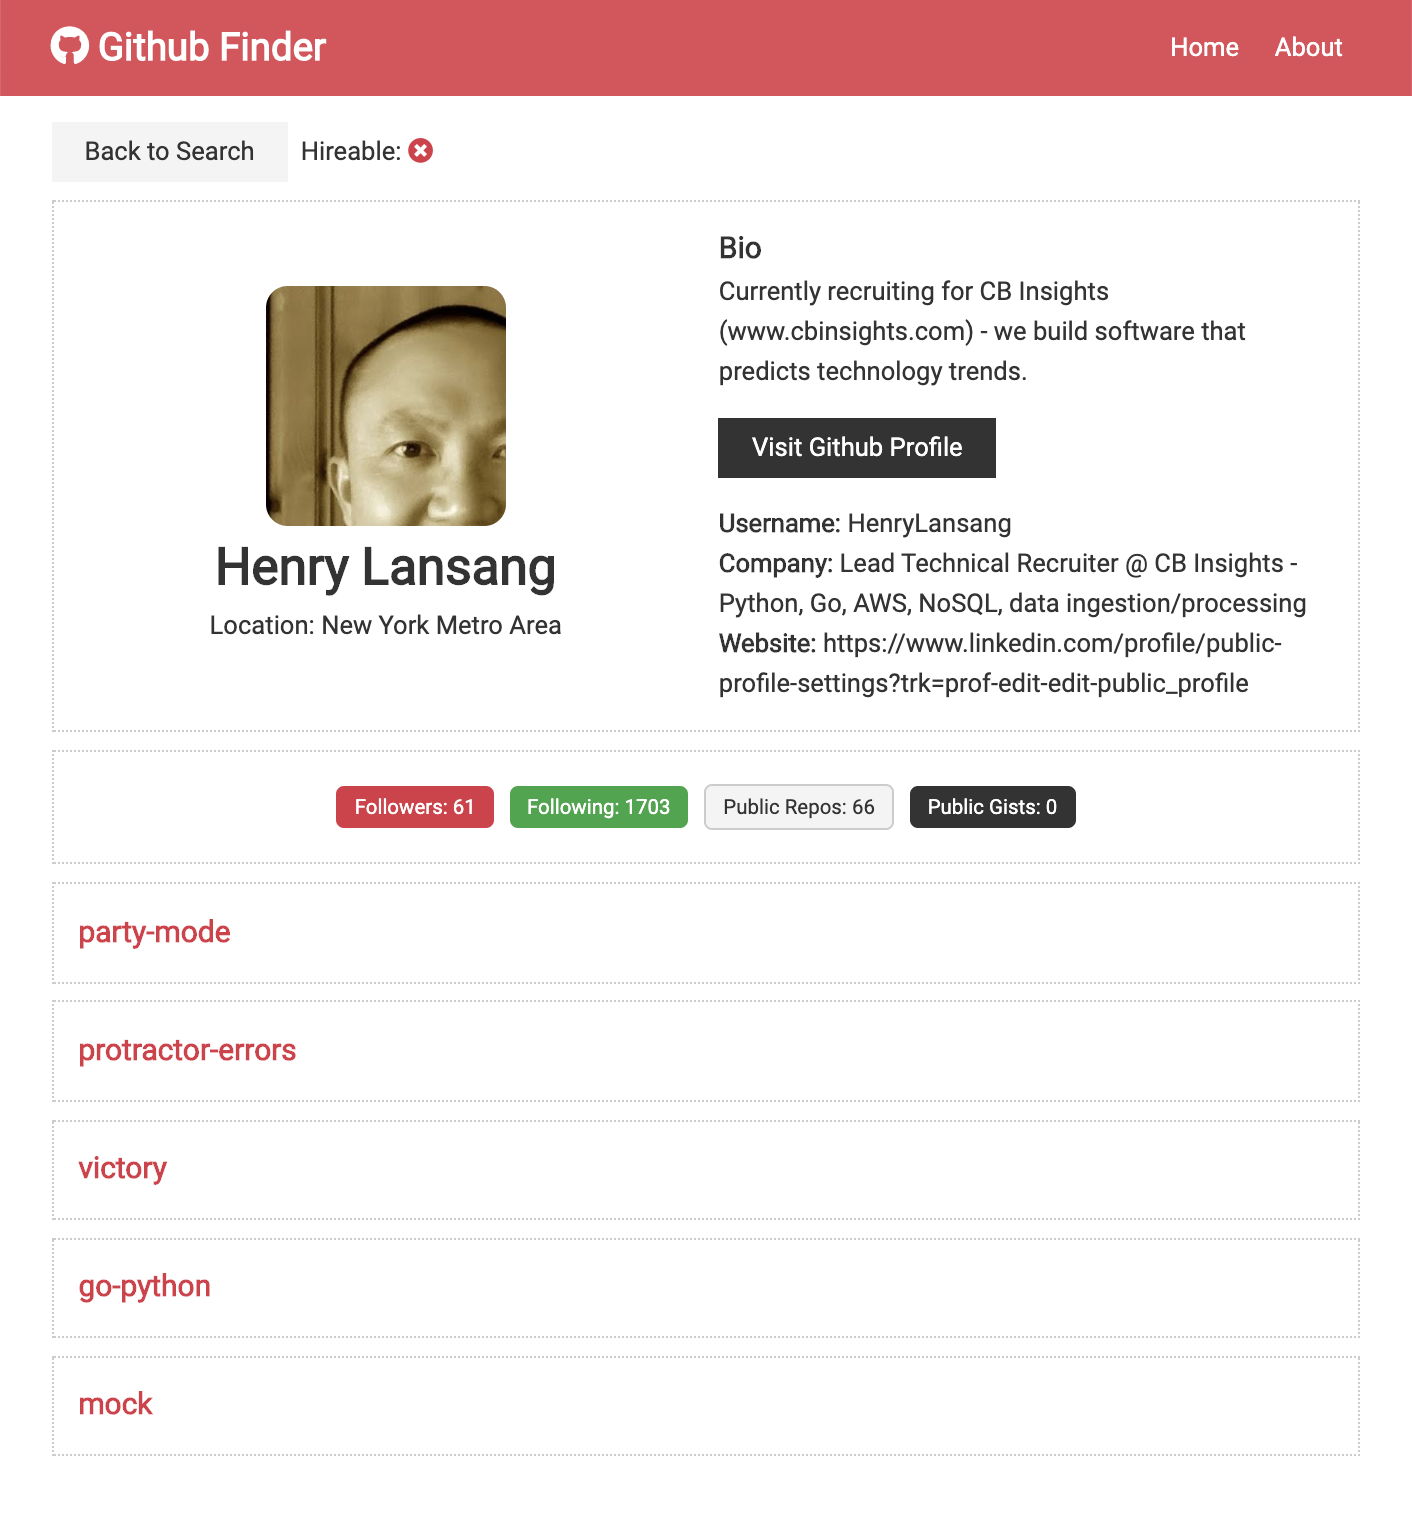 Github Finder
Home
About
Back to Search
Hireable:
Bio
Currently recruiting for CB Insights
(www.cbinsights.com) - we build software that
predicts technology trends.
Visit Github Profile
Henry Lansang
Location: New York Metro Area
Username: HenryLansang
Company: Lead Technical Recruiter @ CB Insights -
Python, Go, AWS, NoSQL, data ingestion/processing
Website: https://www.linkedin.com/profile/public-
profile-settings?trk=prof-edit-edit-public_profile
Followers: 61
Following: 1703
Public Repos: 66
Public Gists: 0
party-mode
protractor-errors
victory
go-python
mock